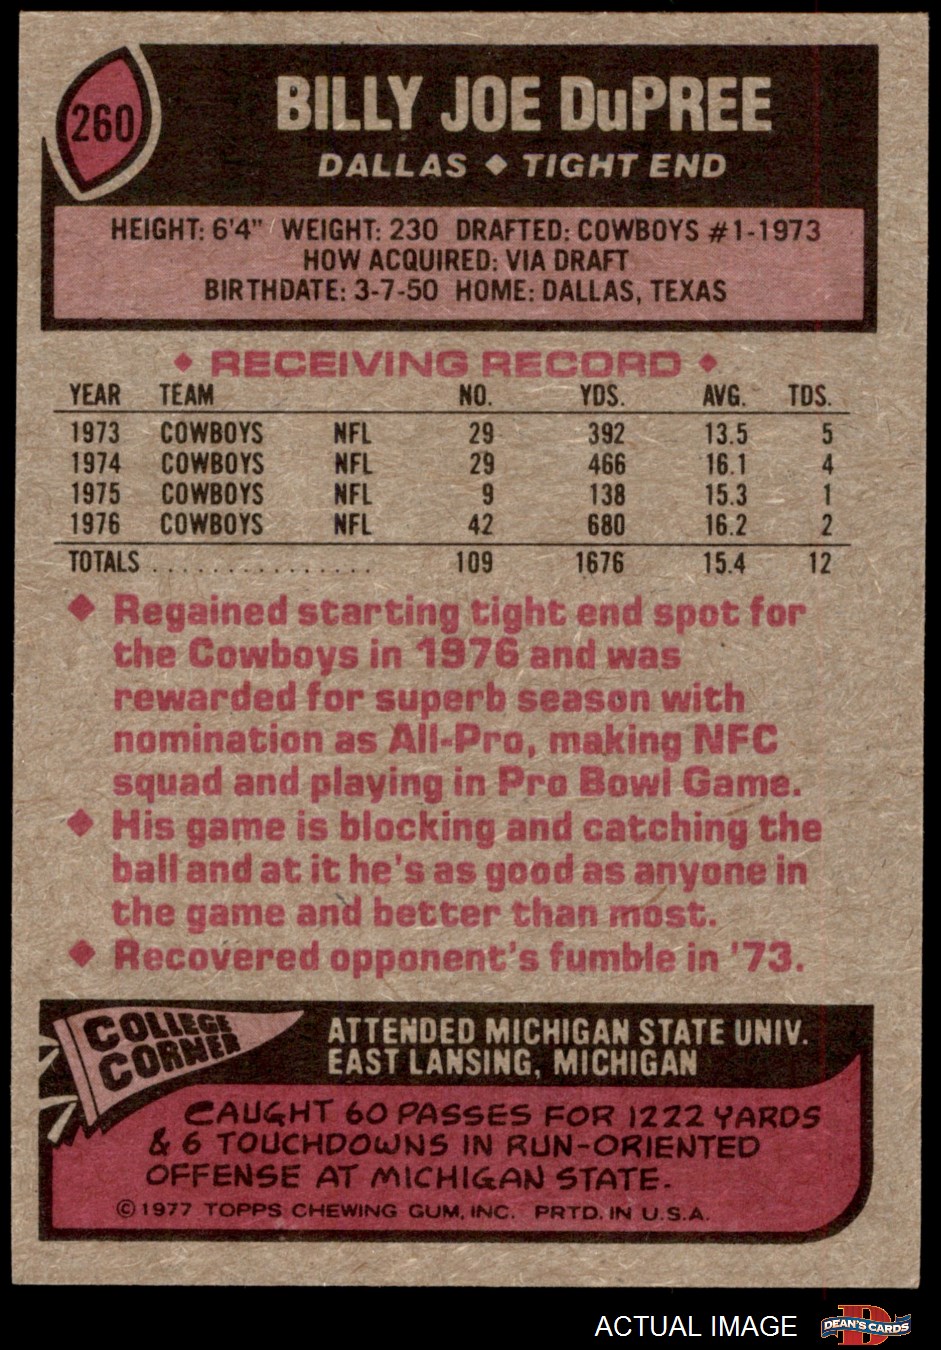 260
BILLY JOE DuPREE
DALLAS ◆ TIGHT END
HEIGHT: 6'4" WEIGHT: 230 DRAFTED: COWBOYS #1-1973
HOW ACQUIRED: VIA DRAFT
BIRTHDATE: 3-7-50 HOME: DALLAS, TEXAS
◆ RECEIVING RECORD ◆
YEAR TEAM NO. YDS. AVG. TDS.
1973 COWBOYS NFL 29 392 13.5 5
1974 COWBOYS NFL 29 466 16.1 4
1975 COWBOYS NFL 9 138 15.3 1
1976 COWBOYS NFL 42 680 16.2 2
TOTALS . . . . . . . . . . . . . . . 109 1676 15.4 12
◆ Regained starting tight end spot for
the Cowboys in 1976 and was
rewarded for superb season with
nomination as All-Pro, making NFC
squad and playing in Pro Bowl Game.
◆ His game is blocking and catching the
ball and at it he's as good as anyone in
the game and better than most.
◆ Recovered opponent's fumble in '73.
COLLEGE
CORNER
ATTENDED MICHIGAN STATE UNIV.
EAST LANSING, MICHIGAN
CAUGHT 60 PASSES FOR 1222 YARDS
& 6 TOUCHDOWNS IN RUN-ORIENTED
OFFENSE AT MICHIGAN STATE.
©1977 TOPPS CHEWING GUM, INC. PRTD. IN U.S.A.
ACTUAL IMAGE
D
DEAN'S CARDS